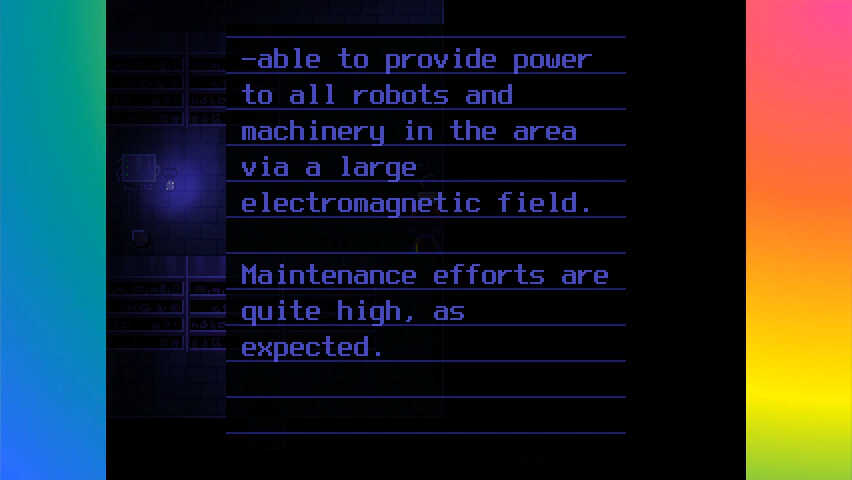 -able to provide power
to all robots and
machinery in the area
via a large
electromagnetic field.
Maintenance efforts are
quite high, as
expected.